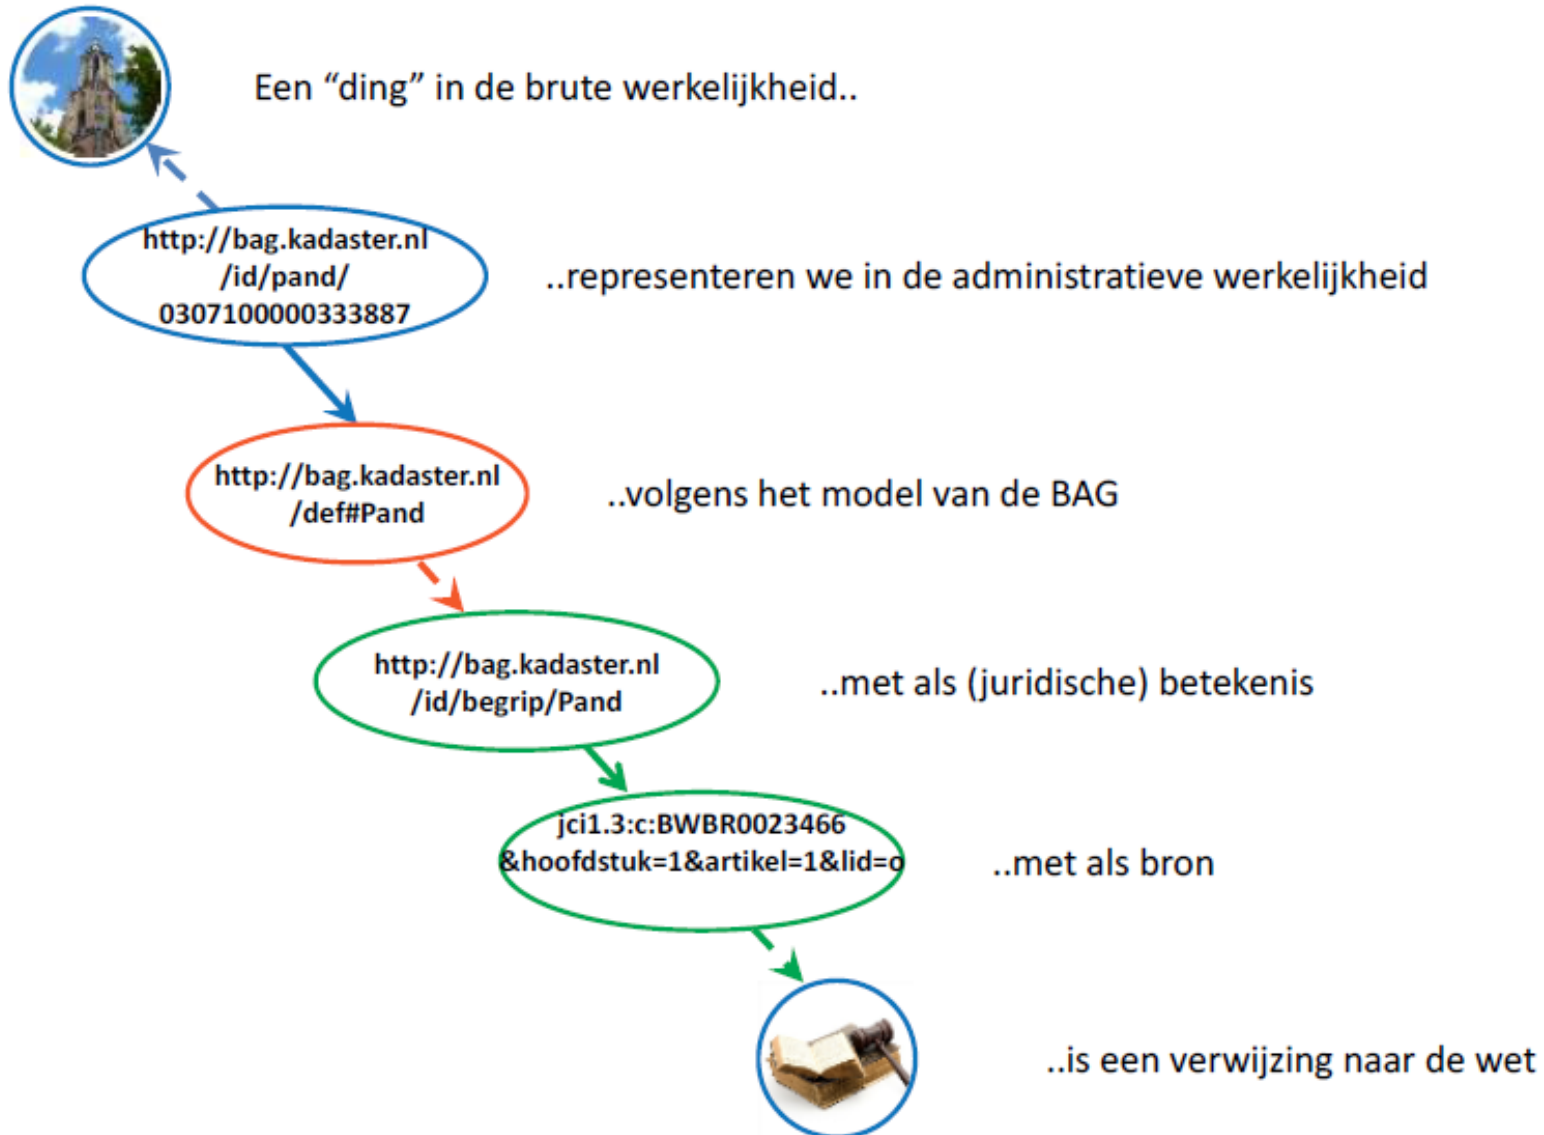 Een “ding” in de brute werkelijkheid..
http://bag.kadaster.nl
/id/pand/
0307100000333887
..representeren we in de administratieve werkelijkheid
http://bag.kadaster.nl
/def#Pand
..volgens het model van de BAG
http://bag.kadaster.nl
/id/begrip/Pand
..met als (juridische) betekenis
jci1.3:c:BWBR0023466
&hoofdstuk=1&artikel=1&lid=o
..met als bron
..is een verwijzing naar de wet